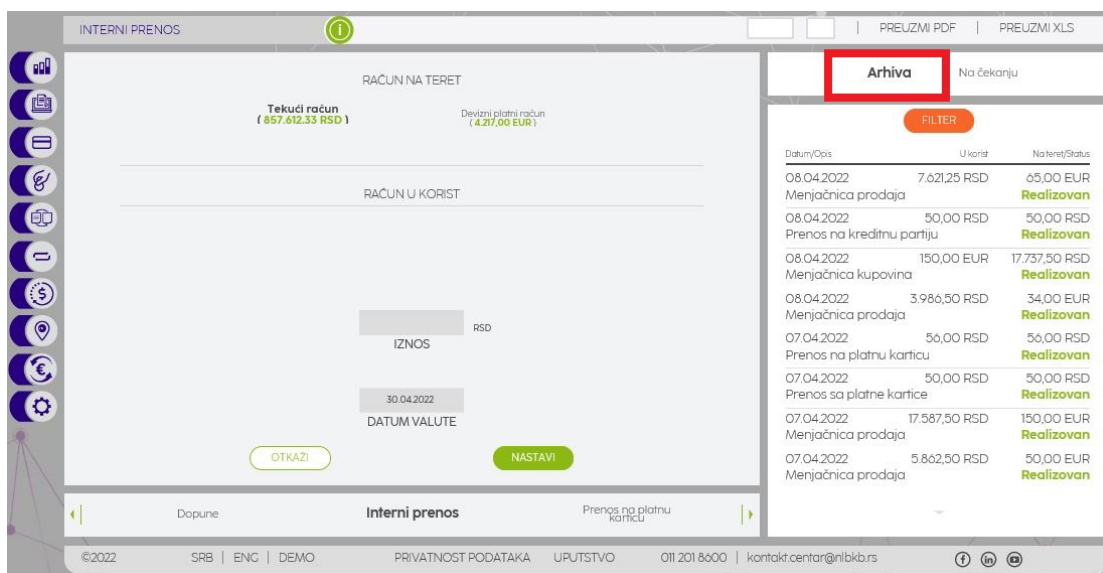 INTERNI PRENOS
i
| PREUZMI PDF | PREUZMI XLS
RAČUN NA TERET
Tekući račun
( 857.612.33 RSD )
Devizni platni račun
( 4.217,00 EUR )
RAČUN U KORIST
RSD
IZNOS
30.04.2022
DATUM VALUTE
OTKAŽI
NASTAVI
Dopune
Interni prenos
Prenos na platnu
karticu
Arhiva
Na čekanju
FILTER
Datum/Opis U korist Na teret/Status
08.04.2022 7.621,25 RSD 65,00 EUR
Menjačnica prodaja Realizovan
08.04.2022 50,00 RSD 50,00 RSD
Prenos na kreditnu partiju Realizovan
08.04.2022 150,00 EUR 17.737,50 RSD
Menjačnica kupovina Realizovan
08.04.2022 3.986,50 RSD 34,00 EUR
Menjačnica prodaja Realizovan
07.04.2022 56,00 RSD 56,00 RSD
Prenos na platnu karticu Realizovan
07.04.2022 50,00 RSD 50,00 RSD
Prenos sa platne kartice Realizovan
07.04.2022 17.587,50 RSD 150,00 EUR
Menjačnica prodaja Realizovan
07.04.2022 5.862,50 RSD 50,00 EUR
Menjačnica prodaja Realizovan
©2022 SRB | ENG | DEMO PRIVATNOST PODATAKA UPUTSTVO 011 201 8600 | kontakt.centar@nlbkb.rs